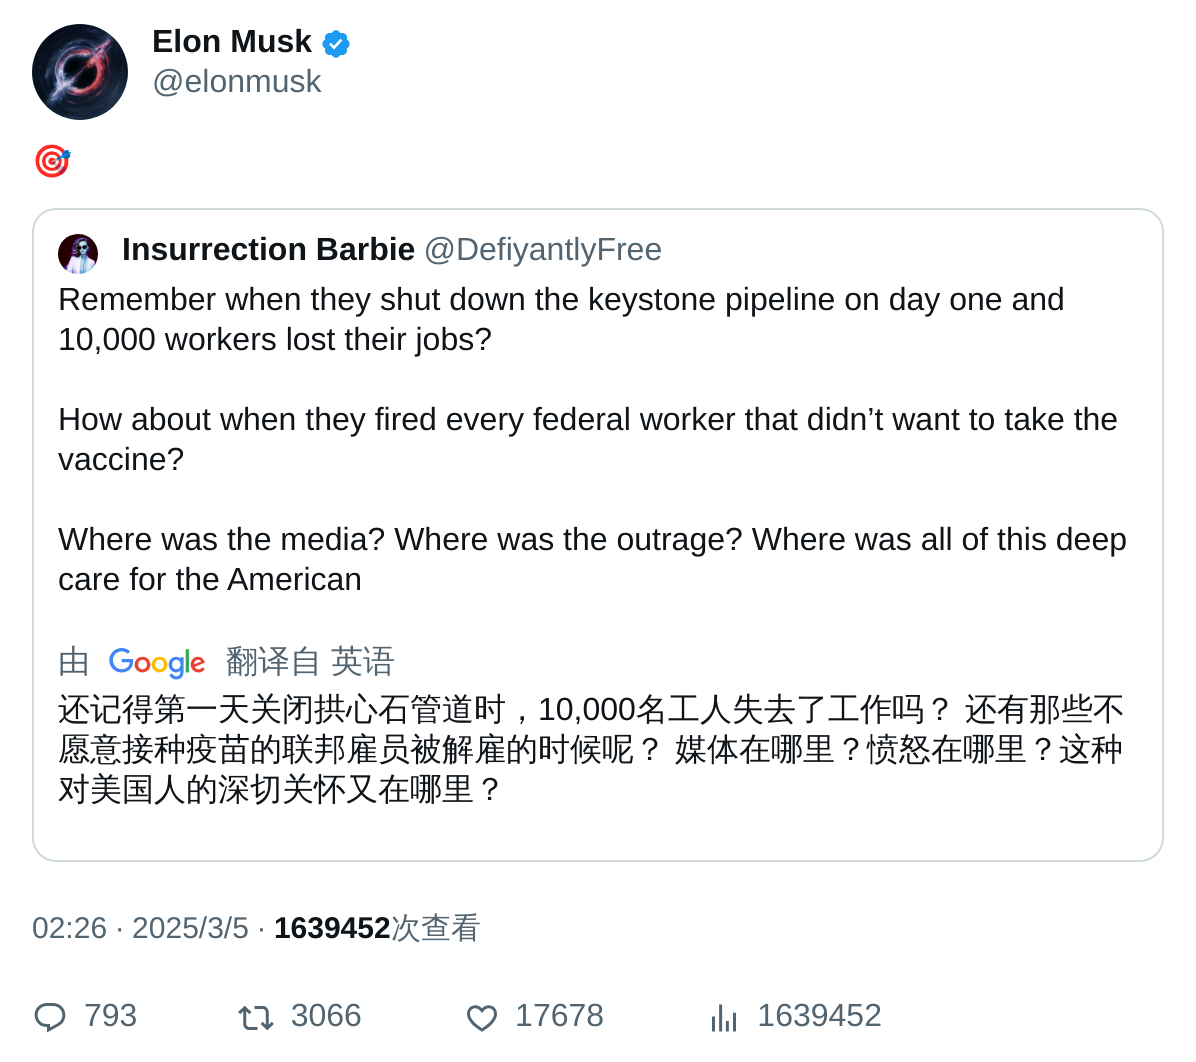 Elon Musk
@elonmusk
🎯
Insurrection Barbie @DefiyantlyFree
Remember when they shut down the keystone pipeline on day one and
10,000 workers lost their jobs?
How about when they fired every federal worker that didn’t want to take the
vaccine?
Where was the media? Where was the outrage? Where was all of this deep
care for the American
由 Google 翻译自 英语
还记得第一天关闭拱心石管道时，10,000名工人失去了工作吗？ 还有那些不
愿意接种疫苗的联邦雇员被解雇的时候呢？ 媒体在哪里？愤怒在哪里？这种
对美国人的深切关怀又在哪里？
02:26 · 2025/3/5 · 1639452次查看
793 3066 17678 1639452